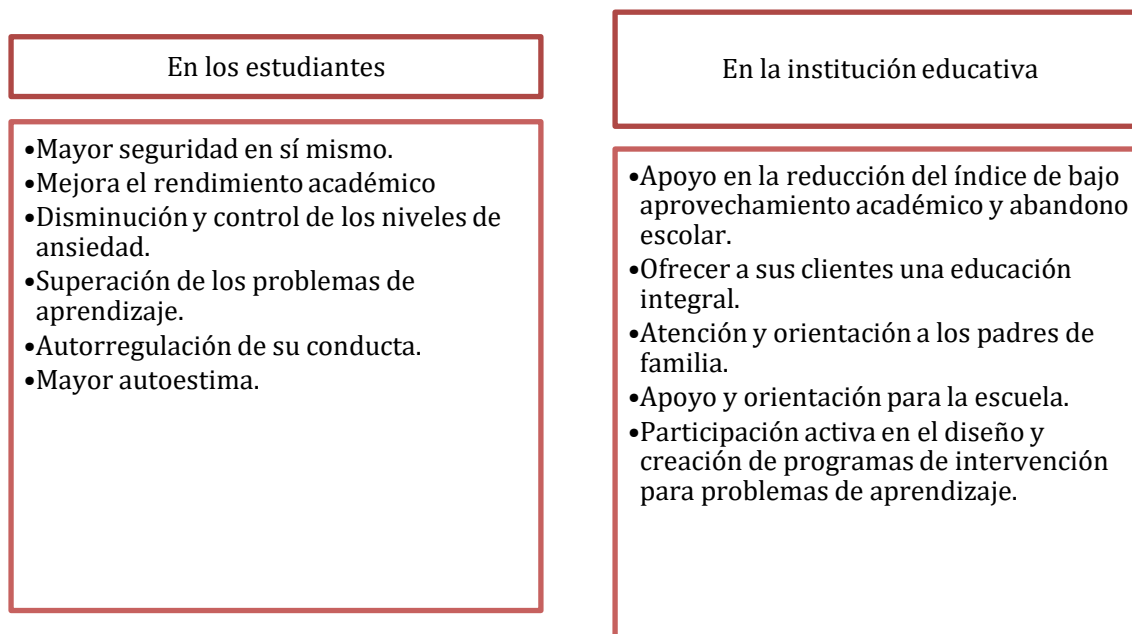 En los estudiantes
•Mayor seguridad en sí mismo.
•Mejora el rendimiento académico
•Disminución y control de los niveles de
ansiedad.
•Superación de los problemas de
aprendizaje.
•Autorregulación de su conducta.
•Mayor autoestima.
En la institución educativa
•Apoyo en la reducción del índice de bajo
aprovechamiento académico y abandono
escolar.
•Ofrecer a sus clientes una educación
integral.
•Atención y orientación a los padres de
familia.
•Apoyo y orientación para la escuela.
•Participación activa en el diseño y
creación de programas de intervención
para problemas de aprendizaje.